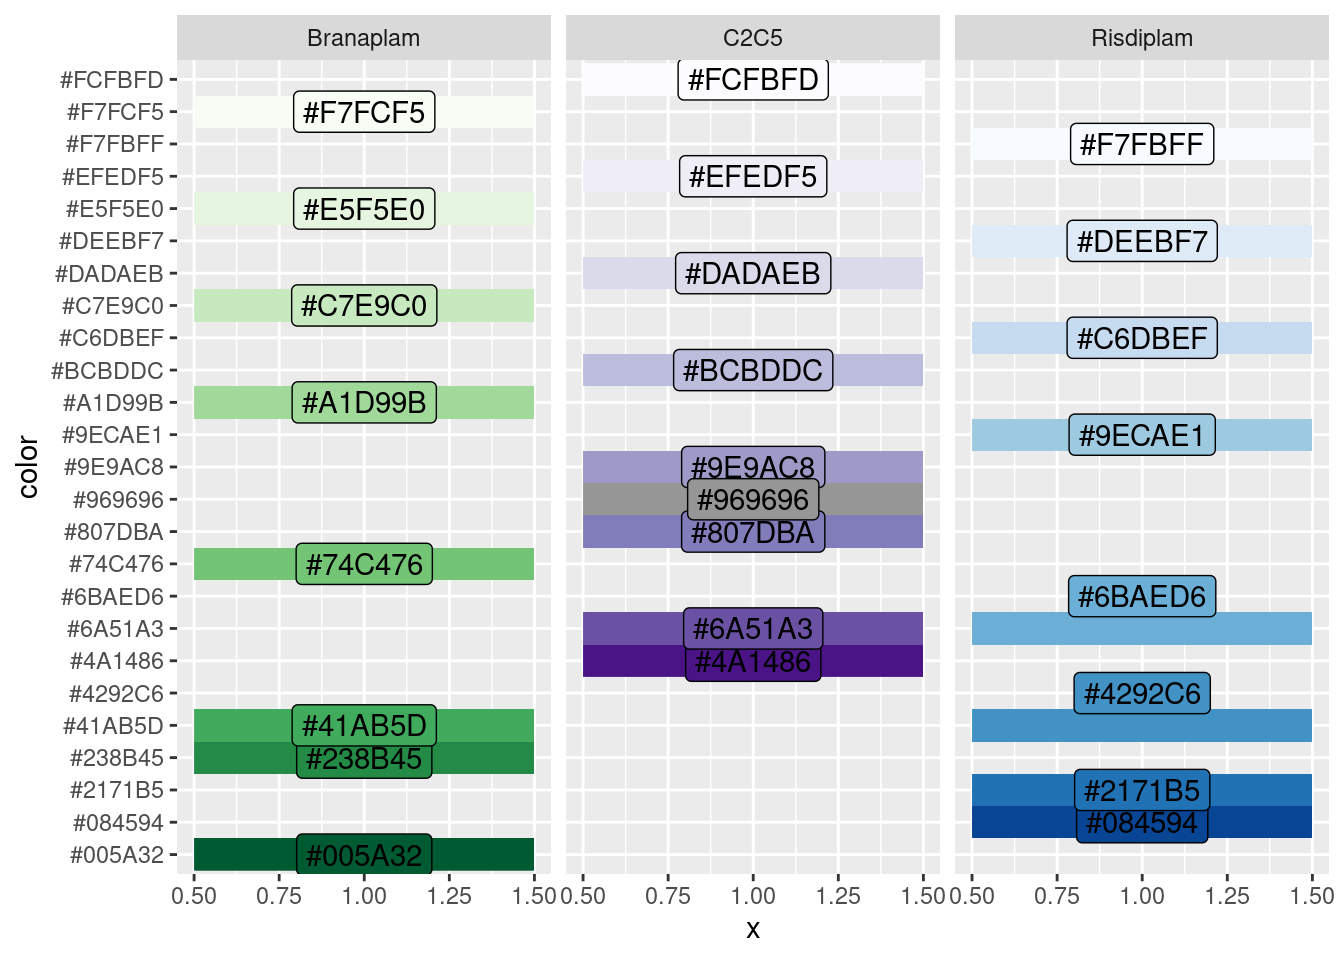 Branaplam
C2C5
Risdiplam
color
#FCFBFD
#F7FCF5
#F7FBFF
#EFEDF5
#E5F5E0
#DEEBF7
#DADAEB
#C7E9C0
#C6DBEF
#BCBDDC
#A1D99B
#9ECAE1
#9E9AC8
#969696
#807DBA
#74C476
#6BAED6
#6A51A3
#4A1486
#4292C6
#41AB5D
#238B45
#2171B5
#084594
#005A32
#F7FCF5
#E5F5E0
#C7E9C0
#A1D99B
#74C476
#41AB5D
#238B45
#005A32
#FCFBFD
#EFEDF5
#DADAEB
#BCBDDC
#9E9AC8
#969696
#807DBA
#6A51A3
#4A1486
#F7FBFF
#DEEBF7
#C6DBEF
#9ECAE1
#6BAED6
#4292C6
#2171B5
#084594
0.50 0.75 1.00 1.25 1.50
0.50 0.75 1.00 1.25 1.50
0.50 0.75 1.00 1.25 1.50
x